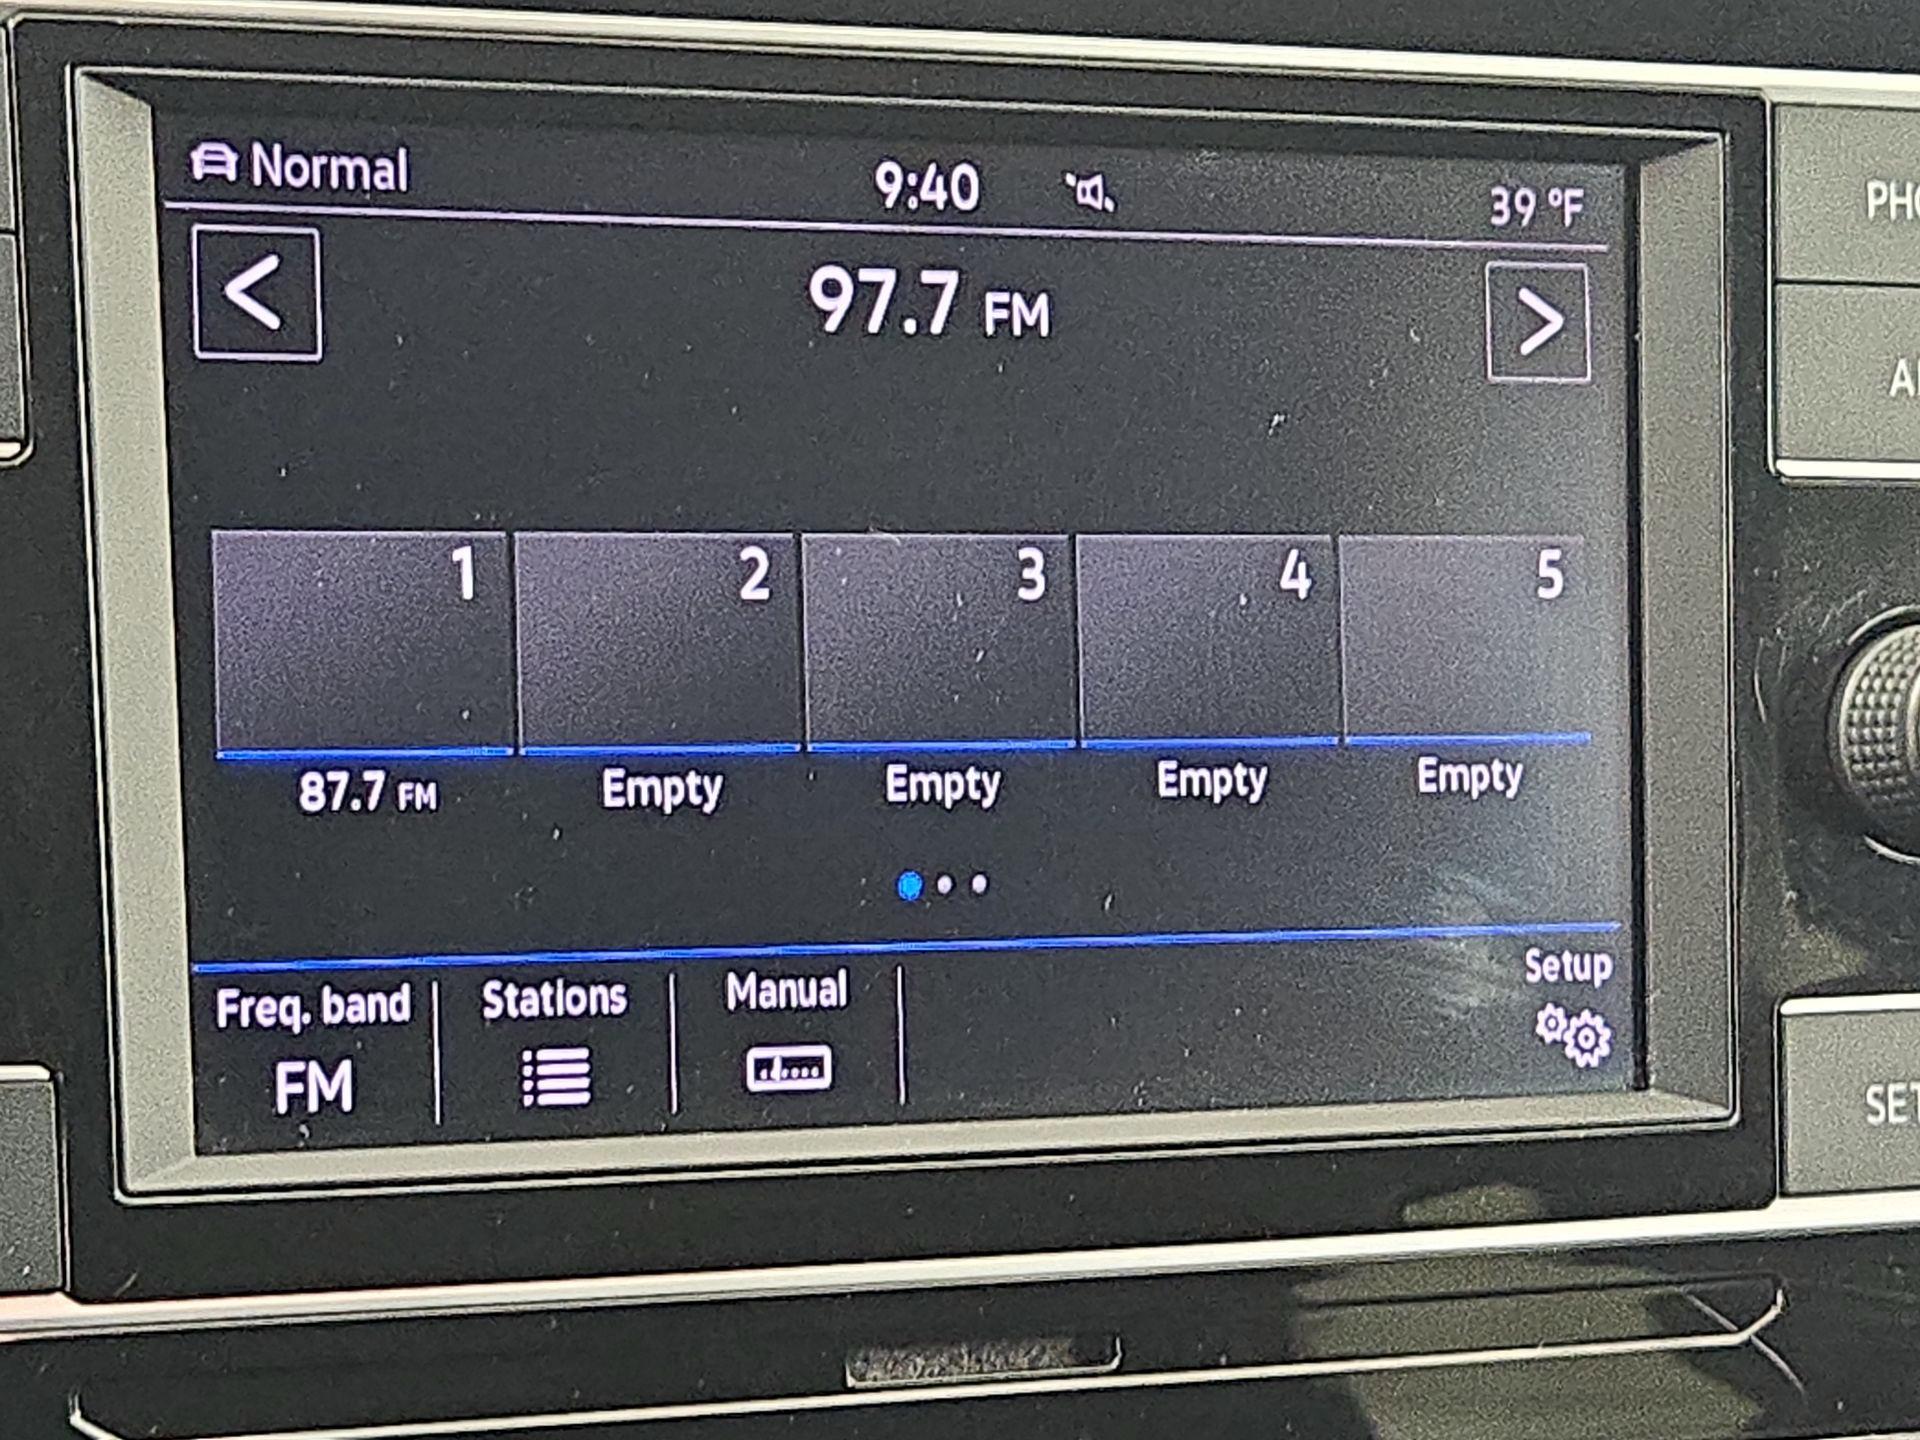 Normal 9:40 39 °F
< 97.7 FM >
1 2 3 4 5
87.7 FM Empty Empty Empty Empty
Freq. band Stations Manual Setup
FM